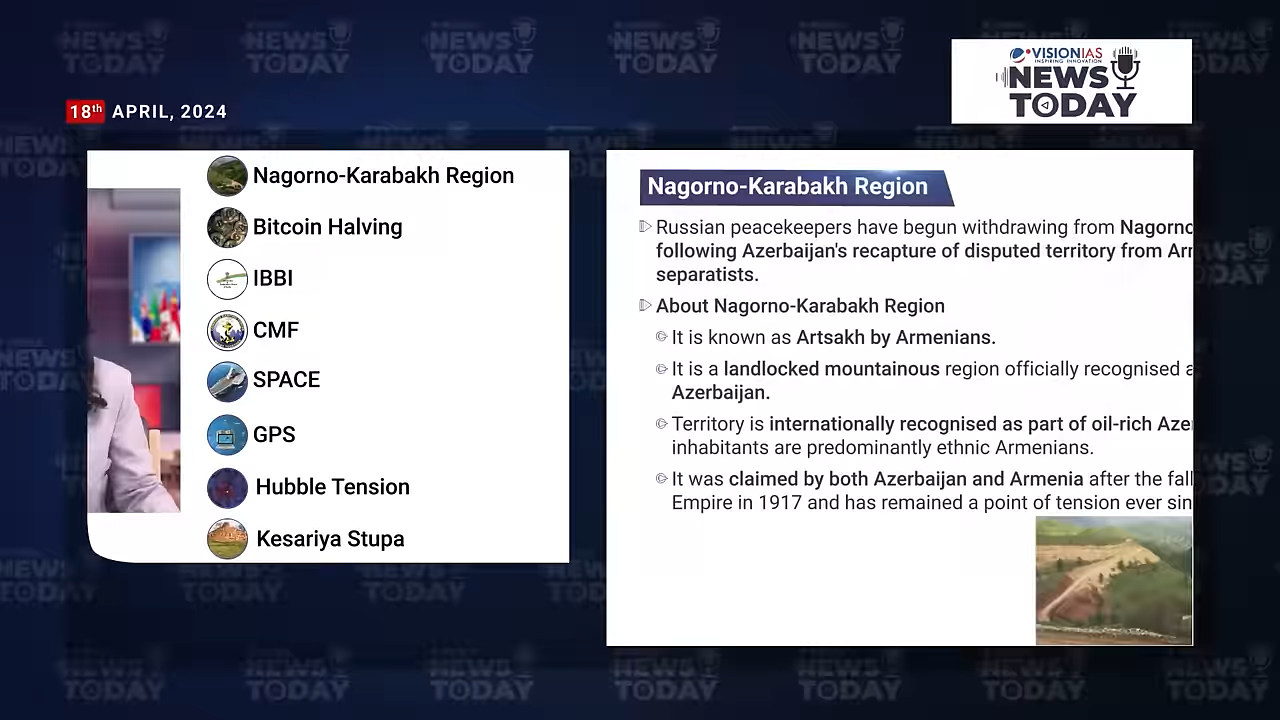 VISIONIAS
INSPIRING INNOVATION
NEWS
TODAY
18th APRIL, 2024
Nagorno-Karabakh Region
Bitcoin Halving
IBBI
CMF
SPACE
GPS
Hubble Tension
Kesariya Stupa
Nagorno-Karabakh Region
Russian peacekeepers have begun withdrawing from Nagorno
following Azerbaijan's recapture of disputed territory from
separatists.
About Nagorno-Karabakh Region
It is known as Artsakh by Armenians.
It is a landlocked mountainous region officially recognised
Azerbaijan.
Territory is internationally recognised as part of oil-rich
inhabitants are predominantly ethnic Armenians.
It was claimed by both Azerbaijan and Armenia after the fall
Empire in 1917 and has remained a point of tension ever